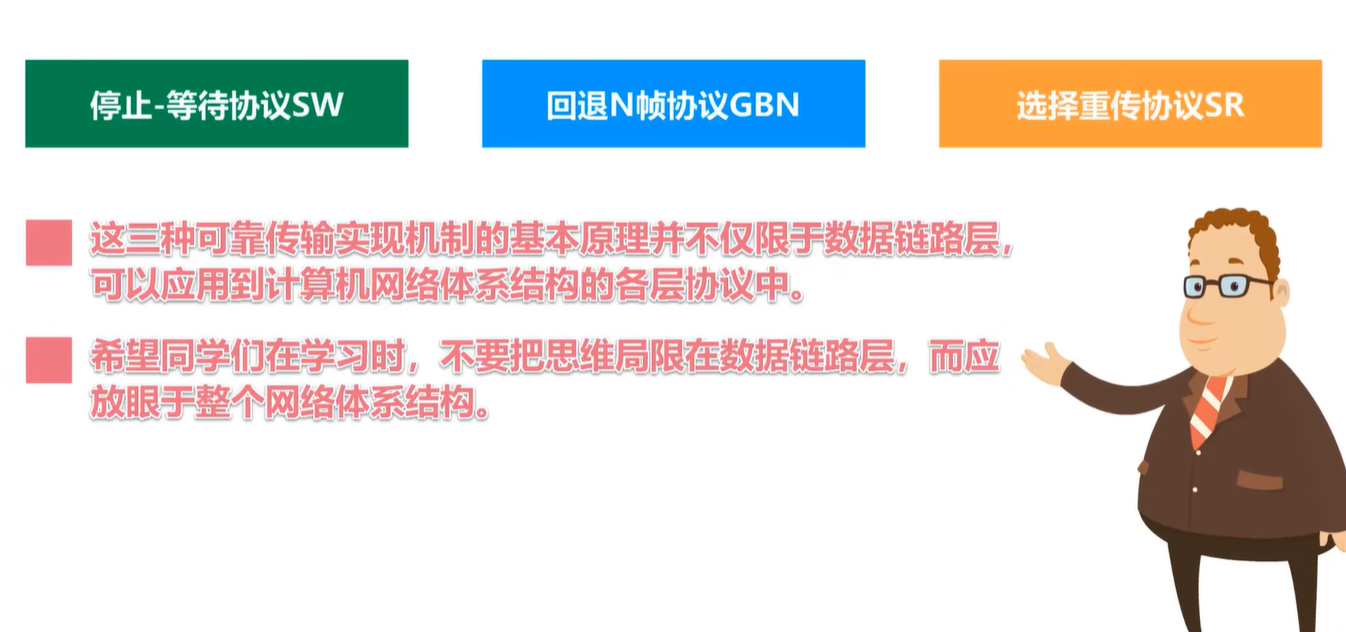 停止-等待协议SW
回退N帧协议GBN
选择重传协议SR
这三种可靠传输实现机制的基本原理并不仅限于数据链路层，
可以应用到计算机网络体系结构的各层协议中。
希望同学们在学习时，不要把思维局限在数据链路层，而应
放眼于整个网络体系结构。